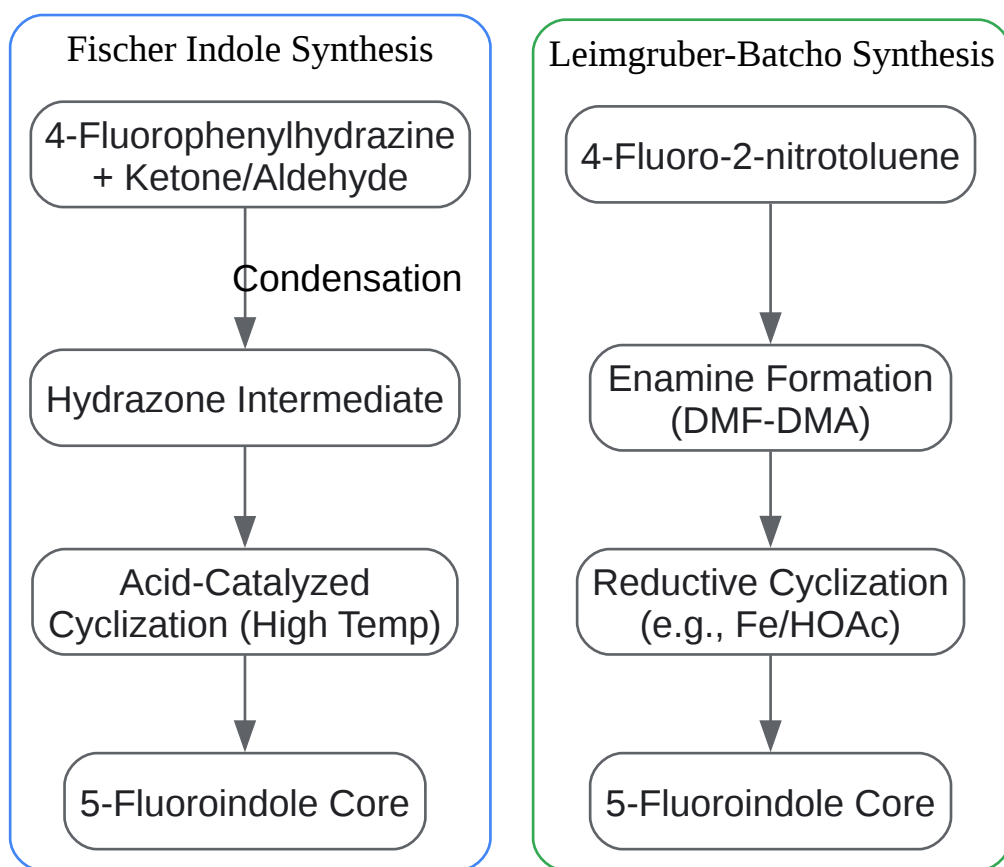 Fischer Indole Synthesis
4-Fluorophenylhydrazine
+ Ketone/Aldehyde
Condensation
Hydrazone Intermediate
Acid-Catalyzed
Cyclization (High Temp)
5-Fluoroindole Core
Leimgruber-Batcho Synthesis
4-Fluoro-2-nitrotoluene
Enamine Formation
(DMF-DMA)
Reductive Cyclization
(e.g., Fe/HOAc)
5-Fluoroindole Core